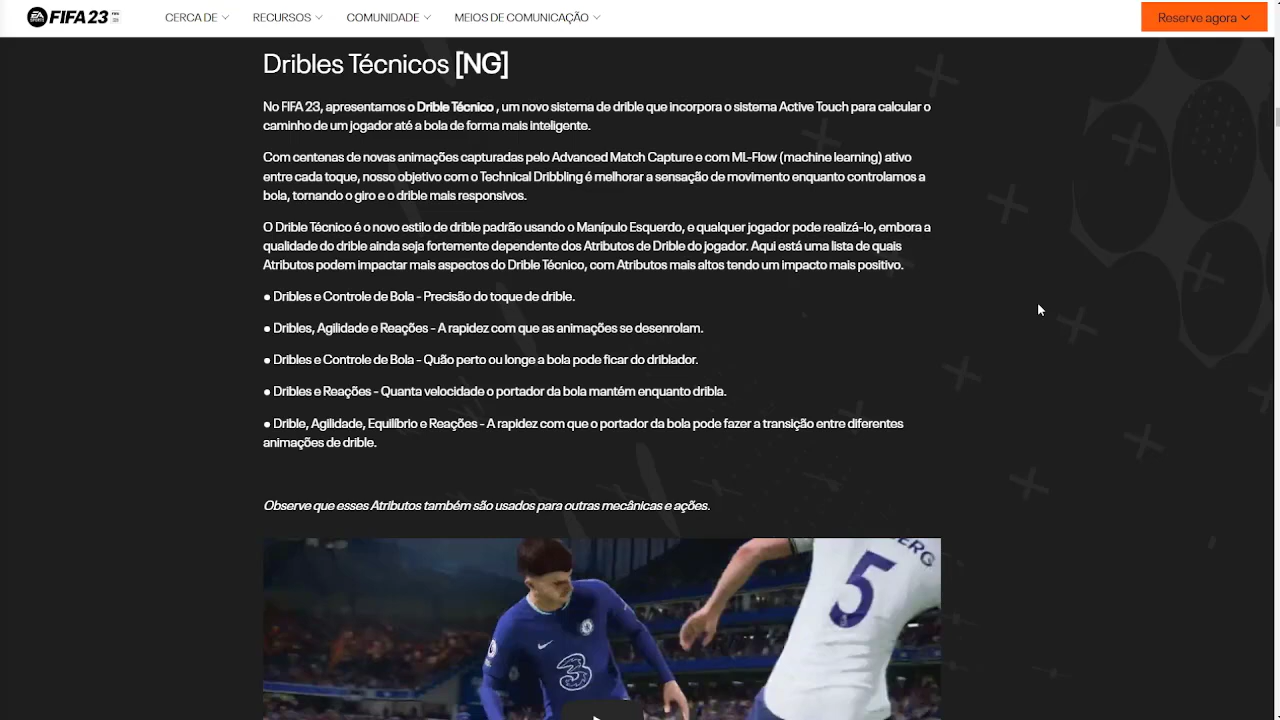 EA SPORTS FIFA 23 CERCA DE RECURSOS COMUNIDADE MEIOS DE COMUNICAÇÃO Reserve agora
Dribles Técnicos [NG]
No FIFA 23, apresentamos o Drible Técnico , um novo sistema de drible que incorpora o sistema Active Touch para calcular o
caminho de um jogador até a bola de forma mais inteligente.
Com centenas de novas animações capturadas pelo Advanced Match Capture e com ML-Flow (machine learning) ativo
entre cada toque, nosso objetivo com o Technical Dribbling é melhorar a sensação de movimento enquanto controlamos a
bola, tornando o giro e o drible mais responsivos.
O Drible Técnico é o novo estilo de drible padrão usando o Manípulo Esquerdo, e qualquer jogador pode realizá-lo, embora a
qualidade do drible ainda seja fortemente dependente dos Atributos de Drible do jogador. Aqui está uma lista de quais
Atributos podem impactar mais aspectos do Drible Técnico, com Atributos mais altos tendo um impacto mais positivo.
● Dribles e Controle de Bola - Precisão do toque de drible.
● Dribles, Agilidade e Reações - A rapidez com que as animações se desenrolam.
● Dribles e Controle de Bola - Quão perto ou longe a bola pode ficar do driblador.
● Dribles e Reações - Quanta velocidade o portador da bola mantém enquanto dribla.
● Drible, Agilidade, Equilíbrio e Reações - A rapidez com que o portador da bola pode fazer a transição entre diferentes
animações de drible.
Observe que esses Atributos também são usados para outras mecânicas e ações.
ERG
5
3